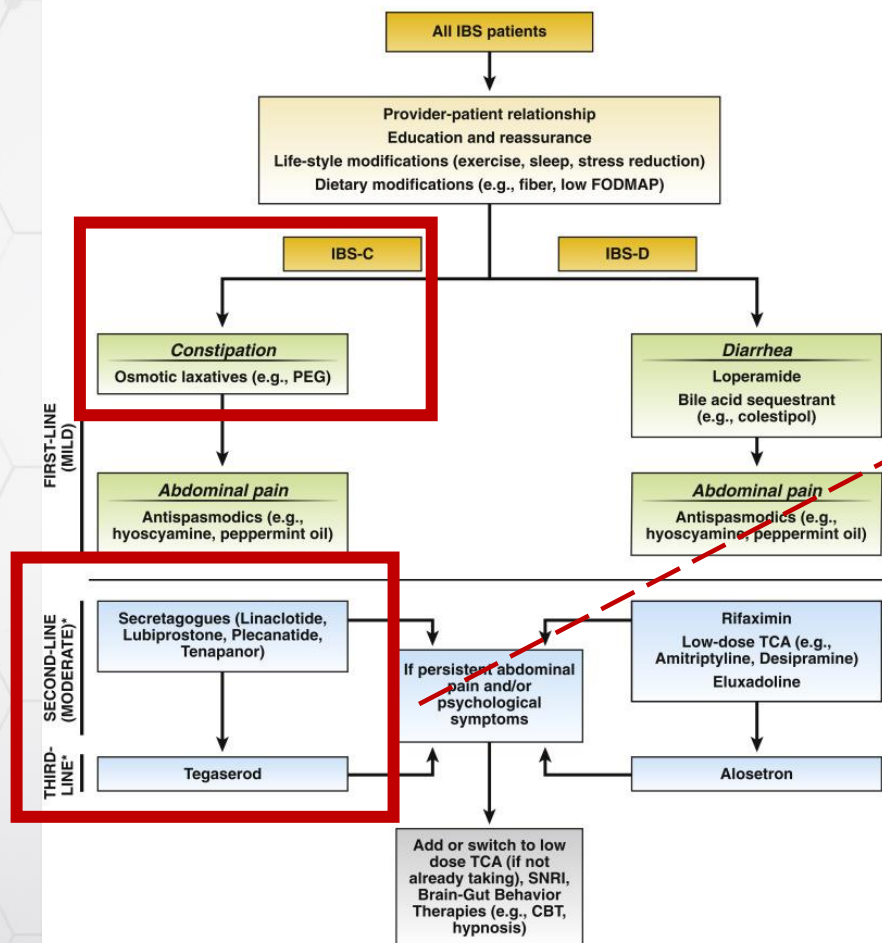 All IBS patients
Provider-patient relationship
Education and reassurance
Life-style modifications (exercise, sleep, stress reduction)
Dietary modifications (e.g., fiber, low FODMAP)
IBS-C
IBS-D
Constipation
Osmotic laxatives (e.g., PEG)
Diarrhea
Loperamide
Bile acid sequestrant
(e.g., colestipol)
FIRST-LINE
(MILD)
Abdominal pain
Antispasmodics (e.g.,
hyoscyamine, peppermint oil)
Abdominal pain
Antispasmodics (e.g.,
hyoscyamine, peppermint oil)
SECOND-LINE
(MODERATE)*
Secretagogues (Linaclotide,
Lubiprostone, Plecanatide,
Tenapanor)
If persistent abdominal
pain and/or
psychological
symptoms
Rifaximin
Low-dose TCA (e.g.,
Amitriptyline, Desipramine)
Eluxadoline
THIRD-
LINE*
Tegaserod
Alosetron
Add or switch to low
dose TCA (if not
already taking), SNRI,
Brain-Gut Behavior
Therapies (e.g., CBT,
hypnosis)